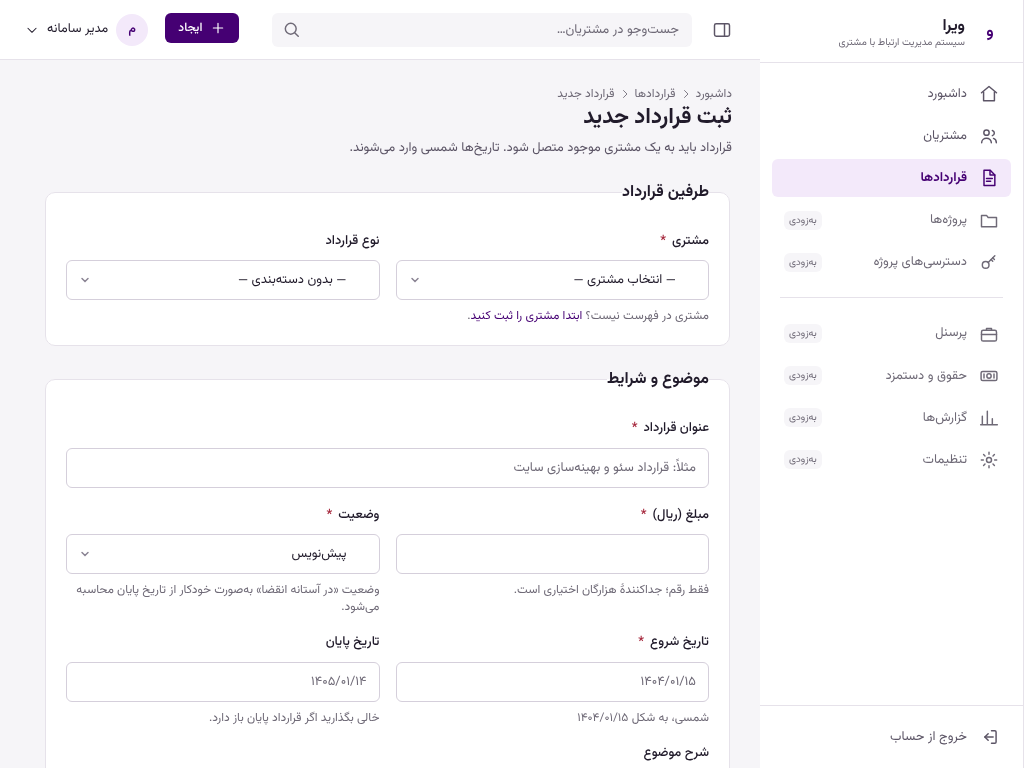 و
ویرا
سیستم مدیریت ارتباط با مشتری
داشبورد
مشتریان
قراردادها
پروژه‌ها
به‌زودی
دسترسی‌های پروژه
به‌زودی
پرسنل
به‌زودی
حقوق و دستمزد
به‌زودی
گزارش‌ها
به‌زودی
تنظیمات
به‌زودی
خروج از حساب
جست‌وجو در مشتریان…
ایجاد
م
مدیر سامانه
داشبورد
قراردادها
قرارداد جدید
ثبت قرارداد جدید
قرارداد باید به یک مشتری موجود متصل شود. تاریخ‌ها شمسی وارد می‌شوند.
طرفین قرارداد
مشتری *
نوع قرارداد
— انتخاب مشتری —
— بدون دسته‌بندی —
مشتری در فهرست نیست؟ ابتدا مشتری را ثبت کنید.
موضوع و شرایط
عنوان قرارداد *
مثلاً: قرارداد سئو و بهینه‌سازی سایت
مبلغ (ریال) *
وضعیت *
پیش‌نویس
فقط رقم؛ جداکنندهٔ هزارگان اختیاری است.
وضعیت «در آستانه انقضا» به‌صورت خودکار از تاریخ پایان محاسبه
می‌شود.
تاریخ شروع *
تاریخ پایان
۱۴۰۴/۰۱/۱۵
۱۴۰۵/۰۱/۱۴
شمسی، به شکل ۱۴۰۴/۰۱/۱۵
خالی بگذارید اگر قرارداد پایان باز دارد.
شرح موضوع